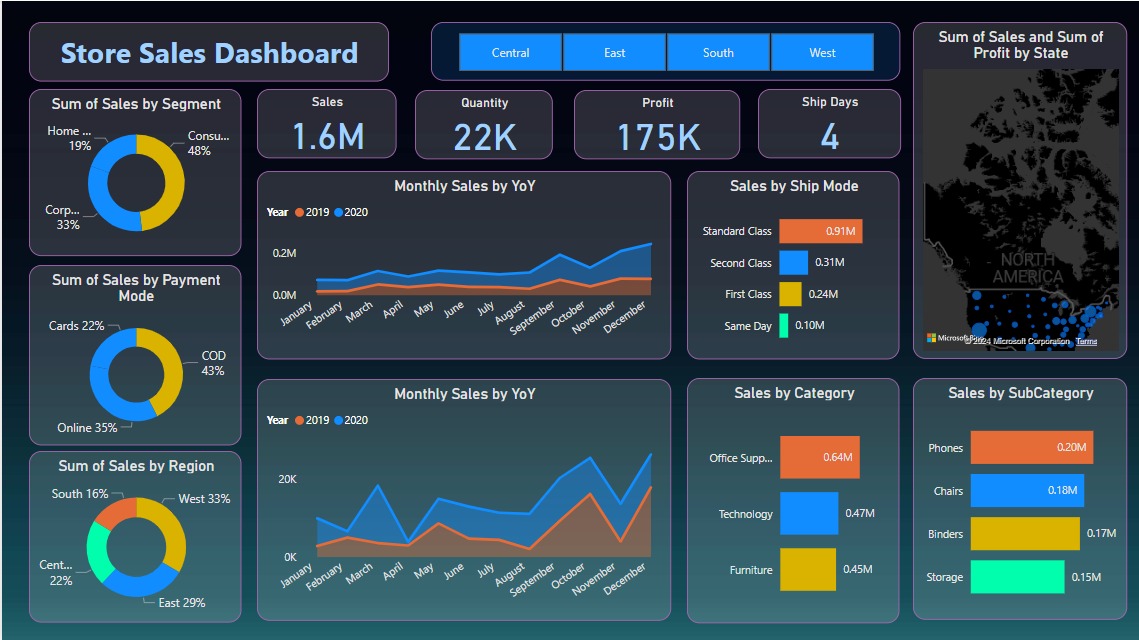 Store Sales Dashboard
Central
East
South
West
Sum of Sales and Sum of
Profit by State
Sum of Sales by Segment
Home ...
19%
Consu...
48%
Corp...
33%
Sales
1.6M
Quantity
22K
Profit
175K
Ship Days
4
Monthly Sales by YoY
Year 2019 2020
0.2M
0.0M
January
February
March
April
May
June
July
August
September
October
November
December
Sales by Ship Mode
Standard Class 0.91M
Second Class 0.31M
First Class 0.24M
Same Day 0.10M
NORTH
AMERICA
© 2024 Microsoft Corporation Terms
Sum of Sales by Payment
Mode
Cards 22%
COD
43%
Online 35%
Monthly Sales by YoY
Year 2019 2020
20K
0K
January
February
March
April
May
June
July
August
September
October
November
December
Sales by Category
Office Supp... 0.64M
Technology 0.47M
Furniture 0.45M
Sales by SubCategory
Phones 0.20M
Chairs 0.18M
Binders 0.17M
Storage 0.15M
Sum of Sales by Region
South 16%
West 33%
Cent...
22%
East 29%